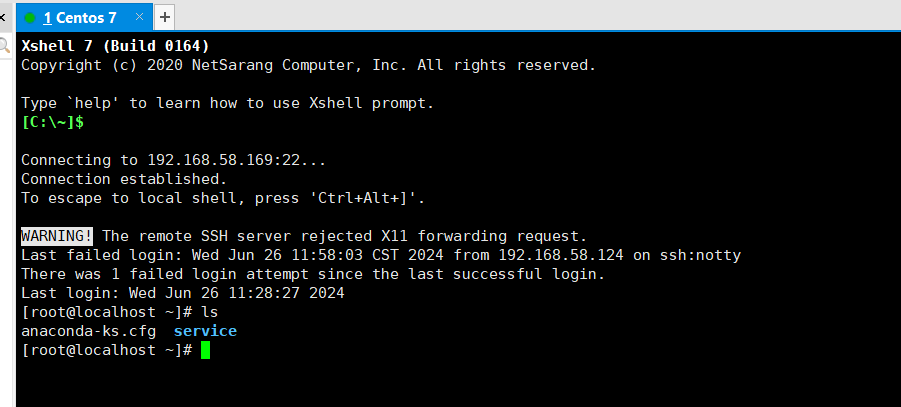 1 Centos 7
Xshell 7 (Build 0164)
Copyright (c) 2020 NetSarang Computer, Inc. All rights reserved.
Type `help' to learn how to use Xshell prompt.
[C:\~]$
Connecting to 192.168.58.169:22...
Connection established.
To escape to local shell, press 'Ctrl+Alt+]'.
WARNING! The remote SSH server rejected X11 forwarding request.
Last failed login: Wed Jun 26 11:58:03 CST 2024 from 192.168.58.124 on ssh:notty
There was 1 failed login attempt since the last successful login.
Last login: Wed Jun 26 11:28:27 2024
[root@localhost ~]# ls
anaconda-ks.cfg  service
[root@localhost ~]#